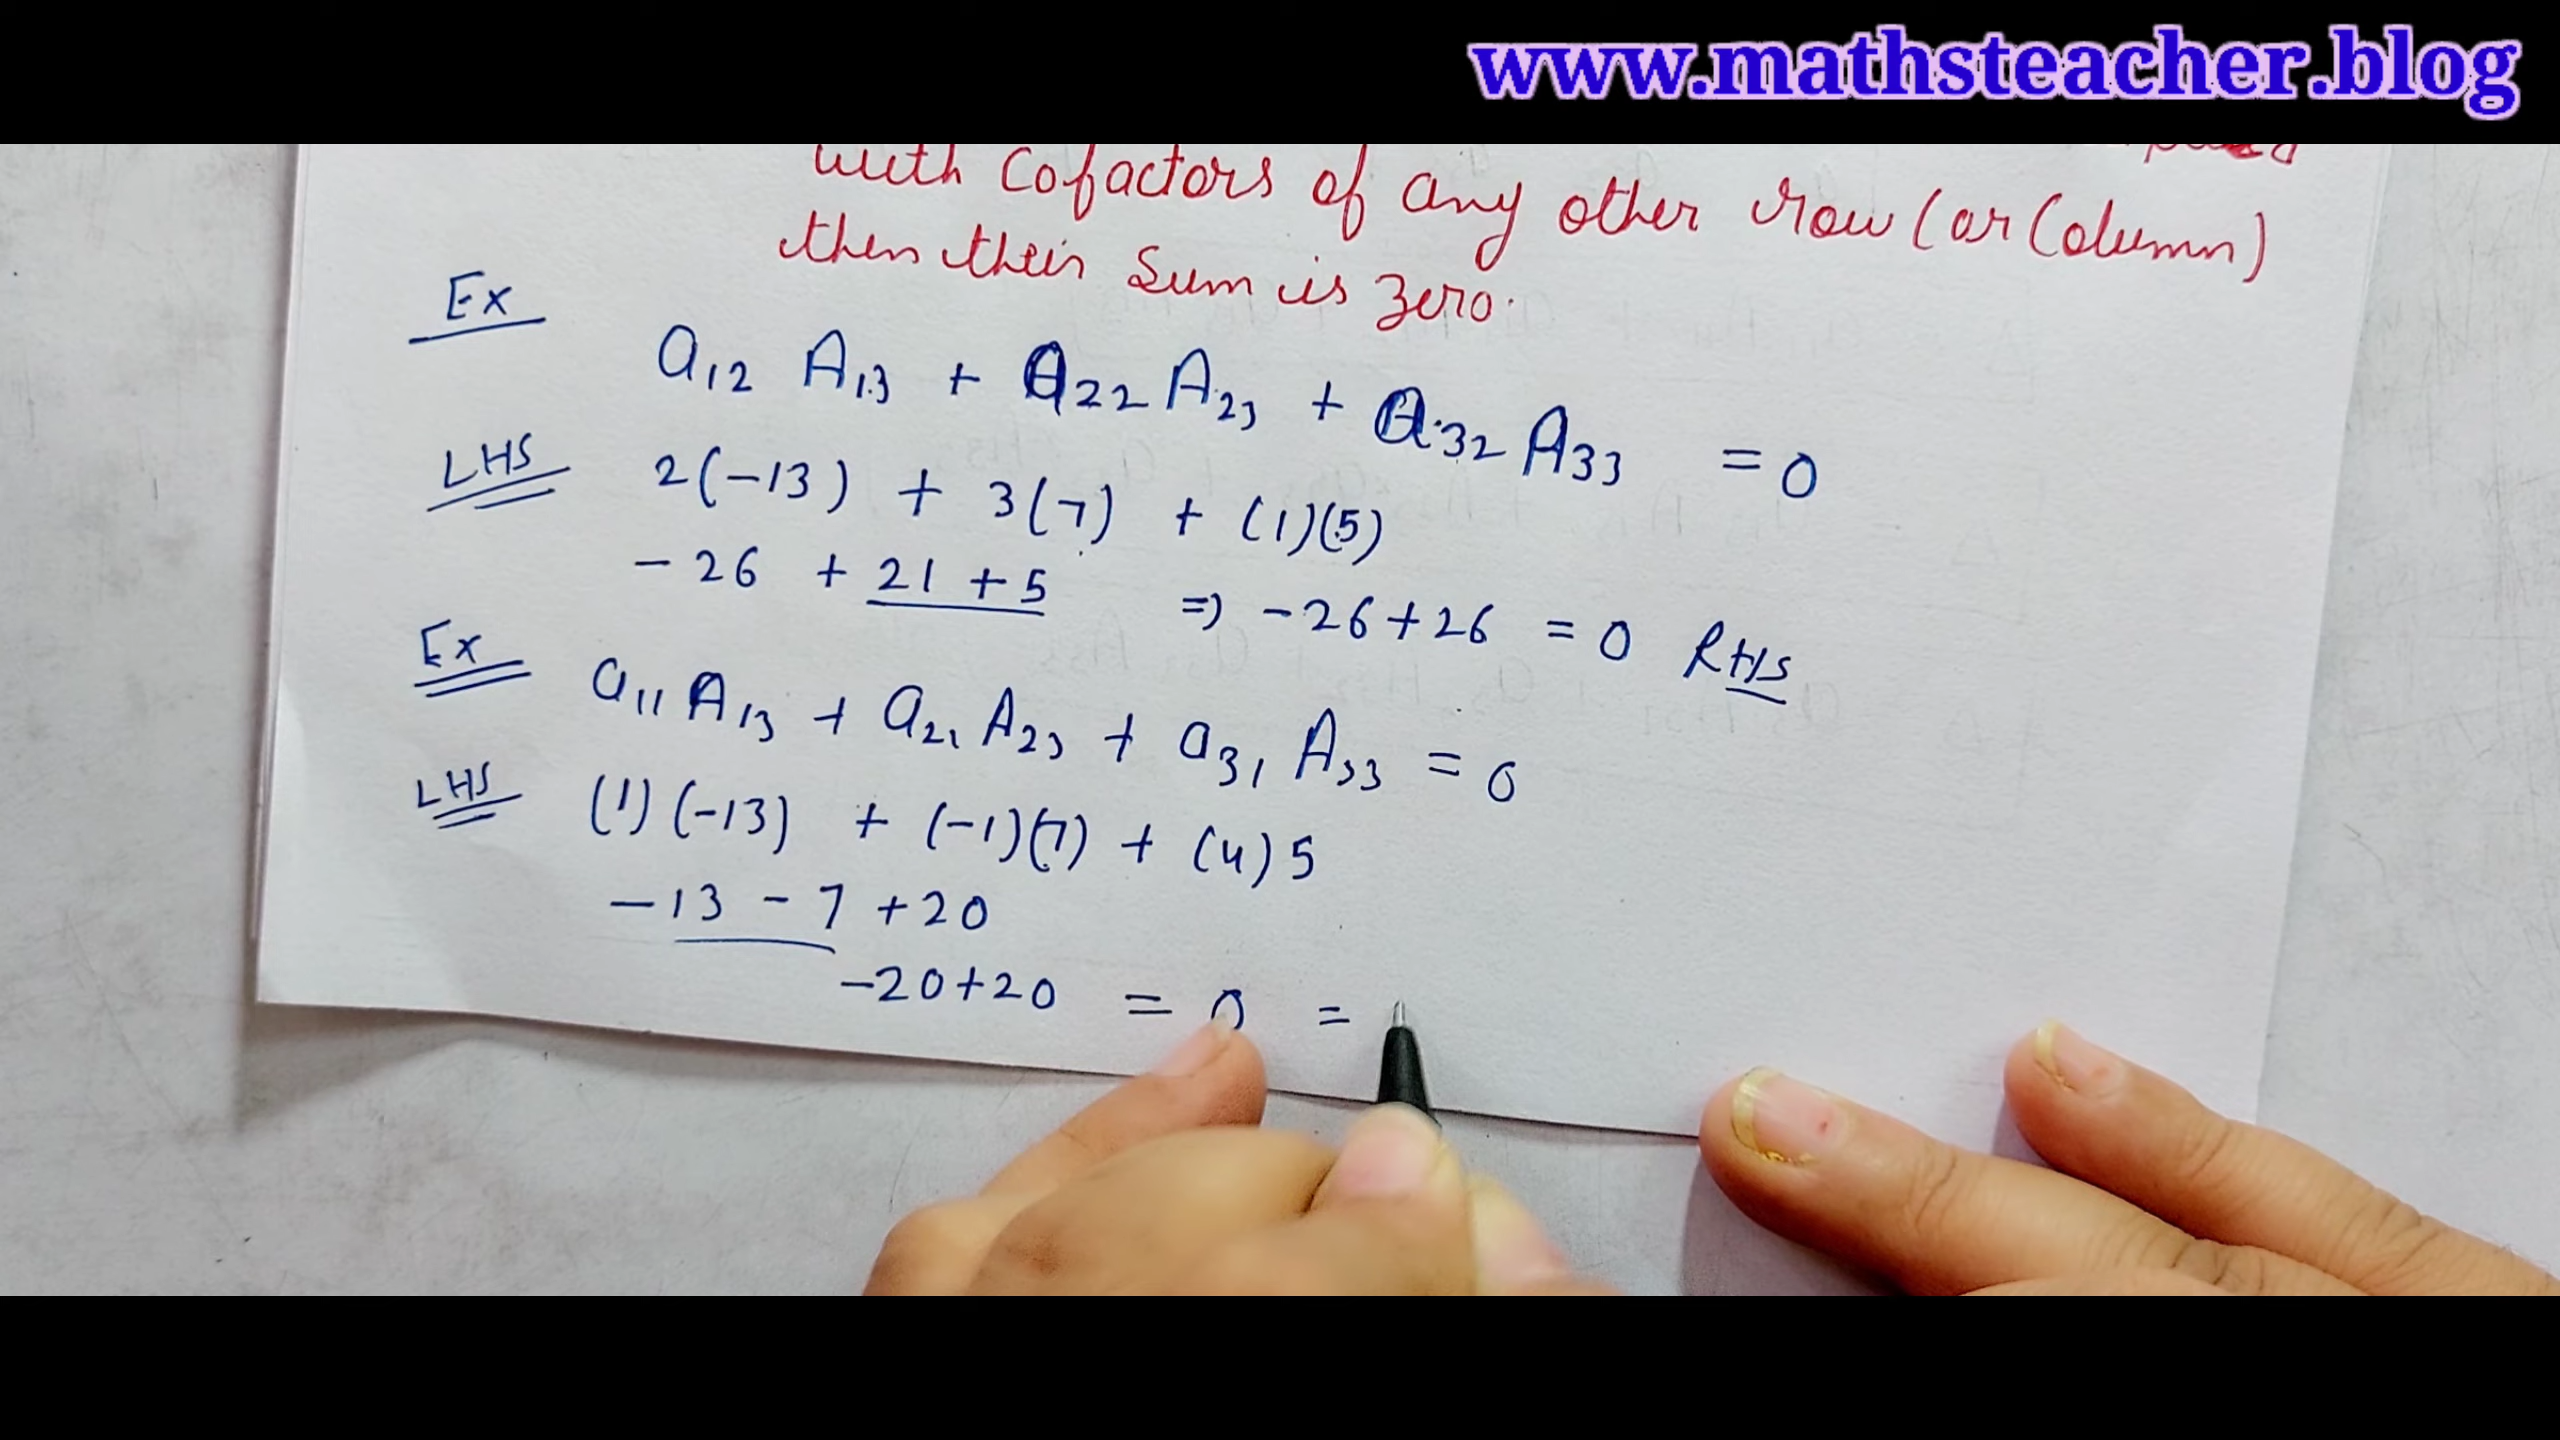 www.mathsteacher.blog
with Cofactors of any other row (or Column)
then their Sum is zero.
Ex
a₁₂ A₁₃ + a₂₂ A₂₃ + a₃₂ A₃₃ = 0
LHS 2(-13) + 3(7) + (1)(5)
- 26 + 21 + 5 ⇒ -26+26 = 0 RHS
Ex a₁₁ A₁₃ + a₂₁ A₂₃ + a₃₁ A₃₃ = 0
LHS (1)(-13) + (-1)(7) + (4)5
-13 - 7 + 20
-20+20 = 0 =